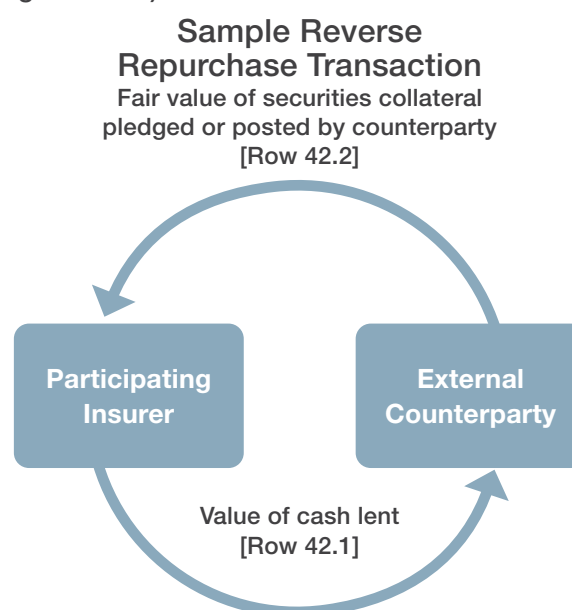 Sample Reverse
Repurchase Transaction
Fair value of securities collateral
pledged or posted by counterparty
[Row 42.2]
Participating
Insurer
External
Counterparty
Value of cash lent
[Row 42.1]